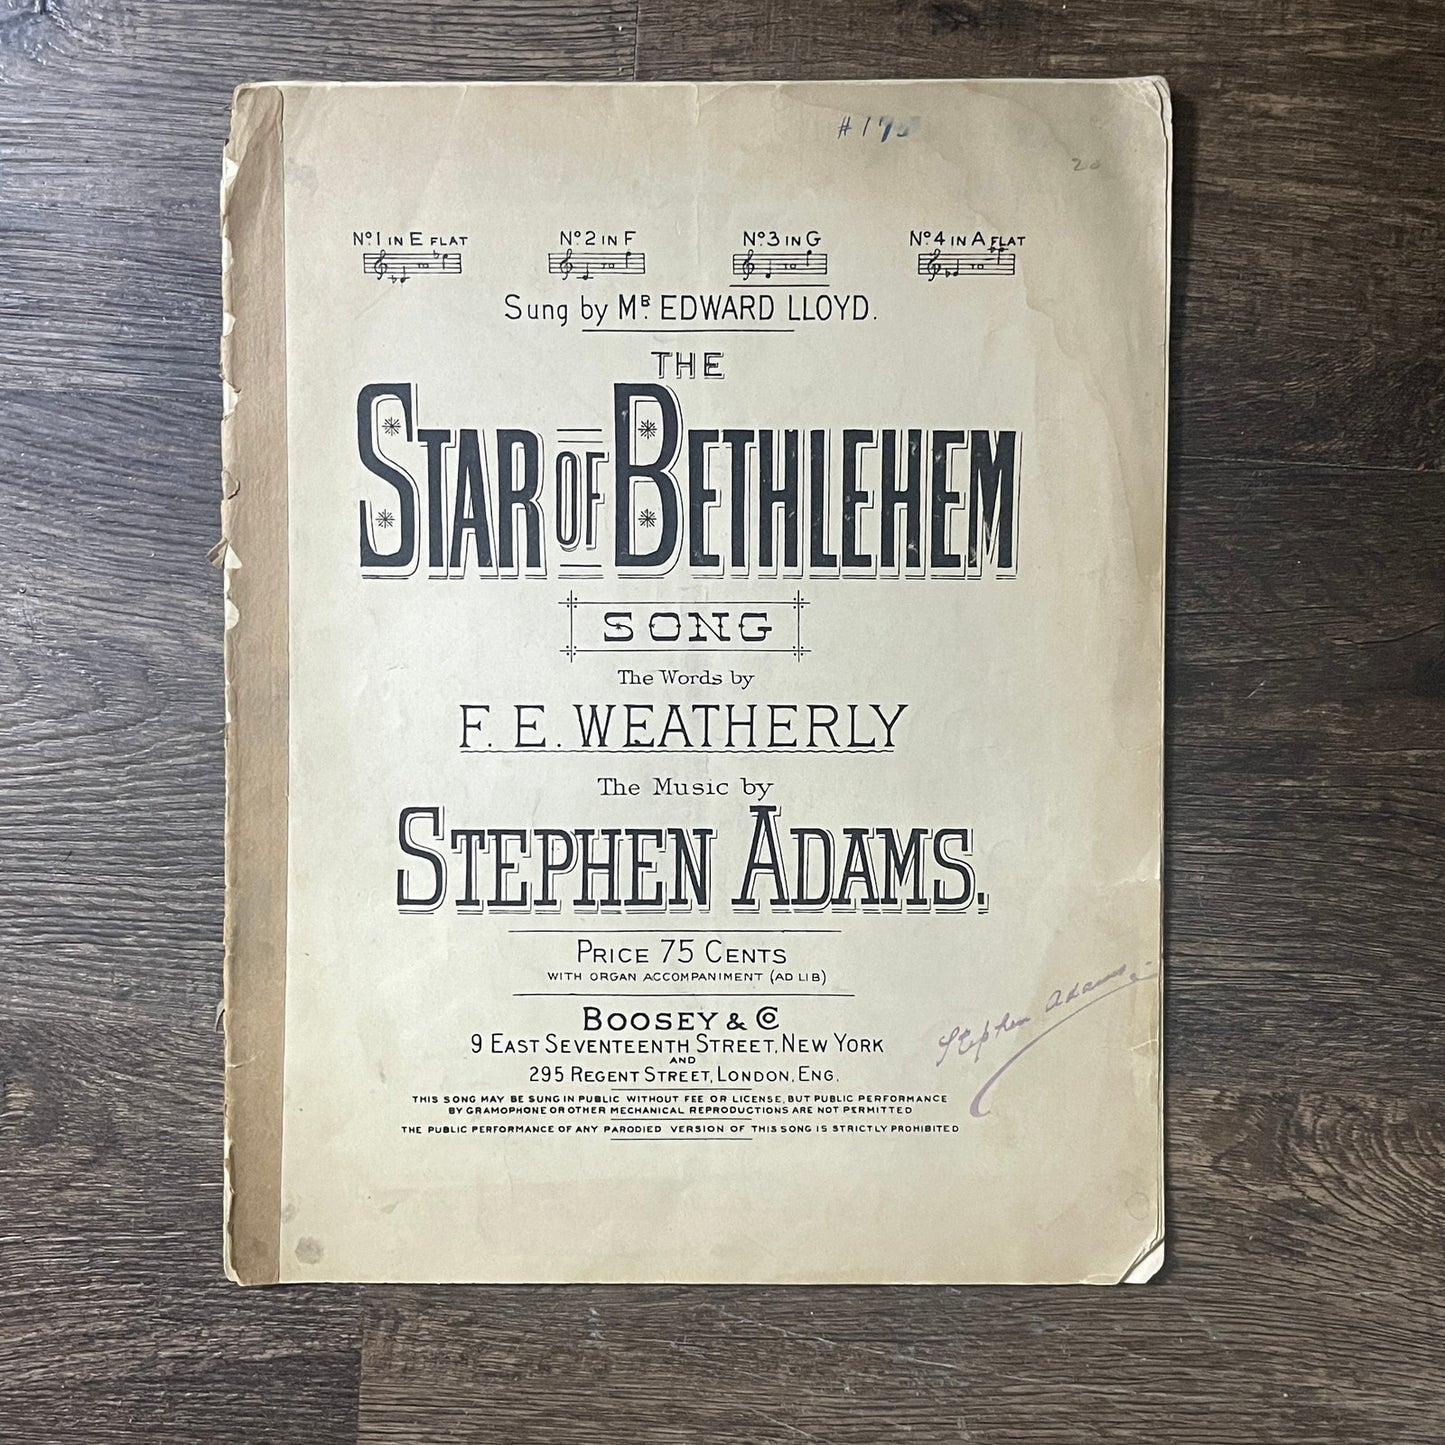 20
No. 1 IN E FLAT
No. 2 IN F
No. 3 IN G
No. 4 IN A FLAT
Sung by MR. EDWARD LLOYD.
THE
STAR OF BETHLEHEM
SONG
The Words by
F. E. WEATHERLY
The Music by
STEPHEN ADAMS.
PRICE 75 CENTS
WITH ORGAN ACCOMPANIMENT (AD LIB)
BOOSEY & CO
9 EAST SEVENTEENTH STREET, NEW YORK
AND
295 REGENT STREET, LONDON, ENG.
THIS SONG MAY BE SUNG IN PUBLIC WITHOUT FEE OR LICENSE, BUT PUBLIC PERFORMANCE
BY GRAMOPHONE OR OTHER MECHANICAL REPRODUCTIONS ARE NOT PERMITTED
THE PUBLIC PERFORMANCE OF ANY PARODIED VERSION OF THIS SONG IS STRICTLY PROHIBITED
Stephen Adams